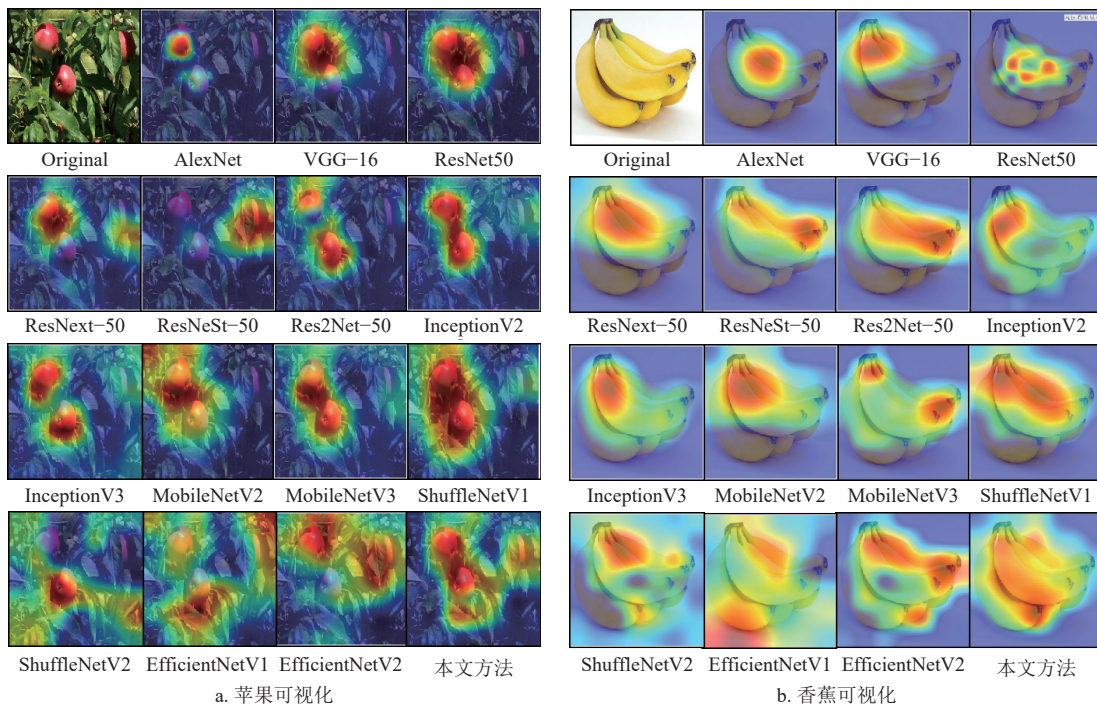 Original AlexNet VGG-16 ResNet50
ResNext-50 ResNeSt-50 Res2Net-50 InceptionV2
InceptionV3 MobileNetV2 MobileNetV3 ShuffleNetV1
ShuffleNetV2 EfficientNetV1 EfficientNetV2 本文方法
a. 苹果可视化
Original AlexNet VGG-16 ResNet50
ResNext-50 ResNeSt-50 Res2Net-50 InceptionV2
InceptionV3 MobileNetV2 MobileNetV3 ShuffleNetV1
ShuffleNetV2 EfficientNetV1 EfficientNetV2 本文方法
b. 香蕉可视化